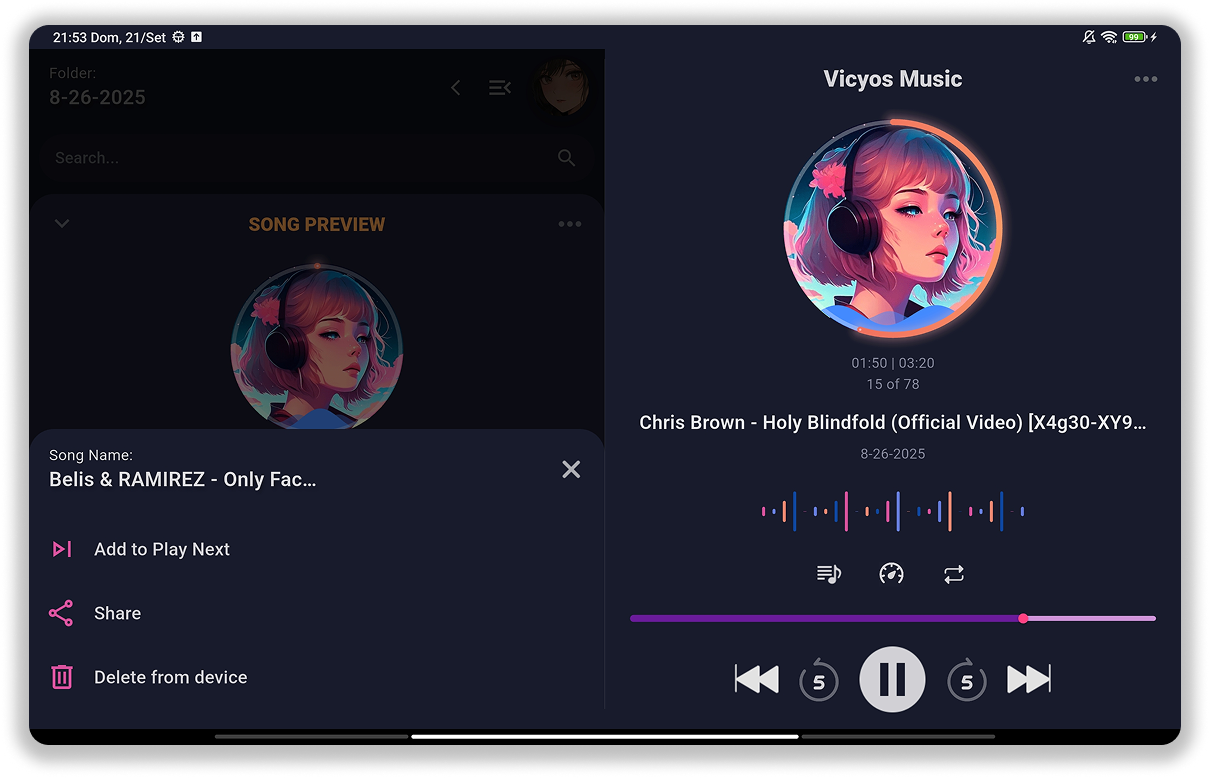 21:53 Dom, 21/Set
99
Folder:
8-26-2025
Search...
SONG PREVIEW
Song Name:
Belis & RAMIREZ - Only Fac...
Add to Play Next
Share
Delete from device
Vicyos Music
01:50 | 03:20
15 of 78
Chris Brown - Holy Blindfold (Official Video) [X4g30-XY9...
8-26-2025
5
5